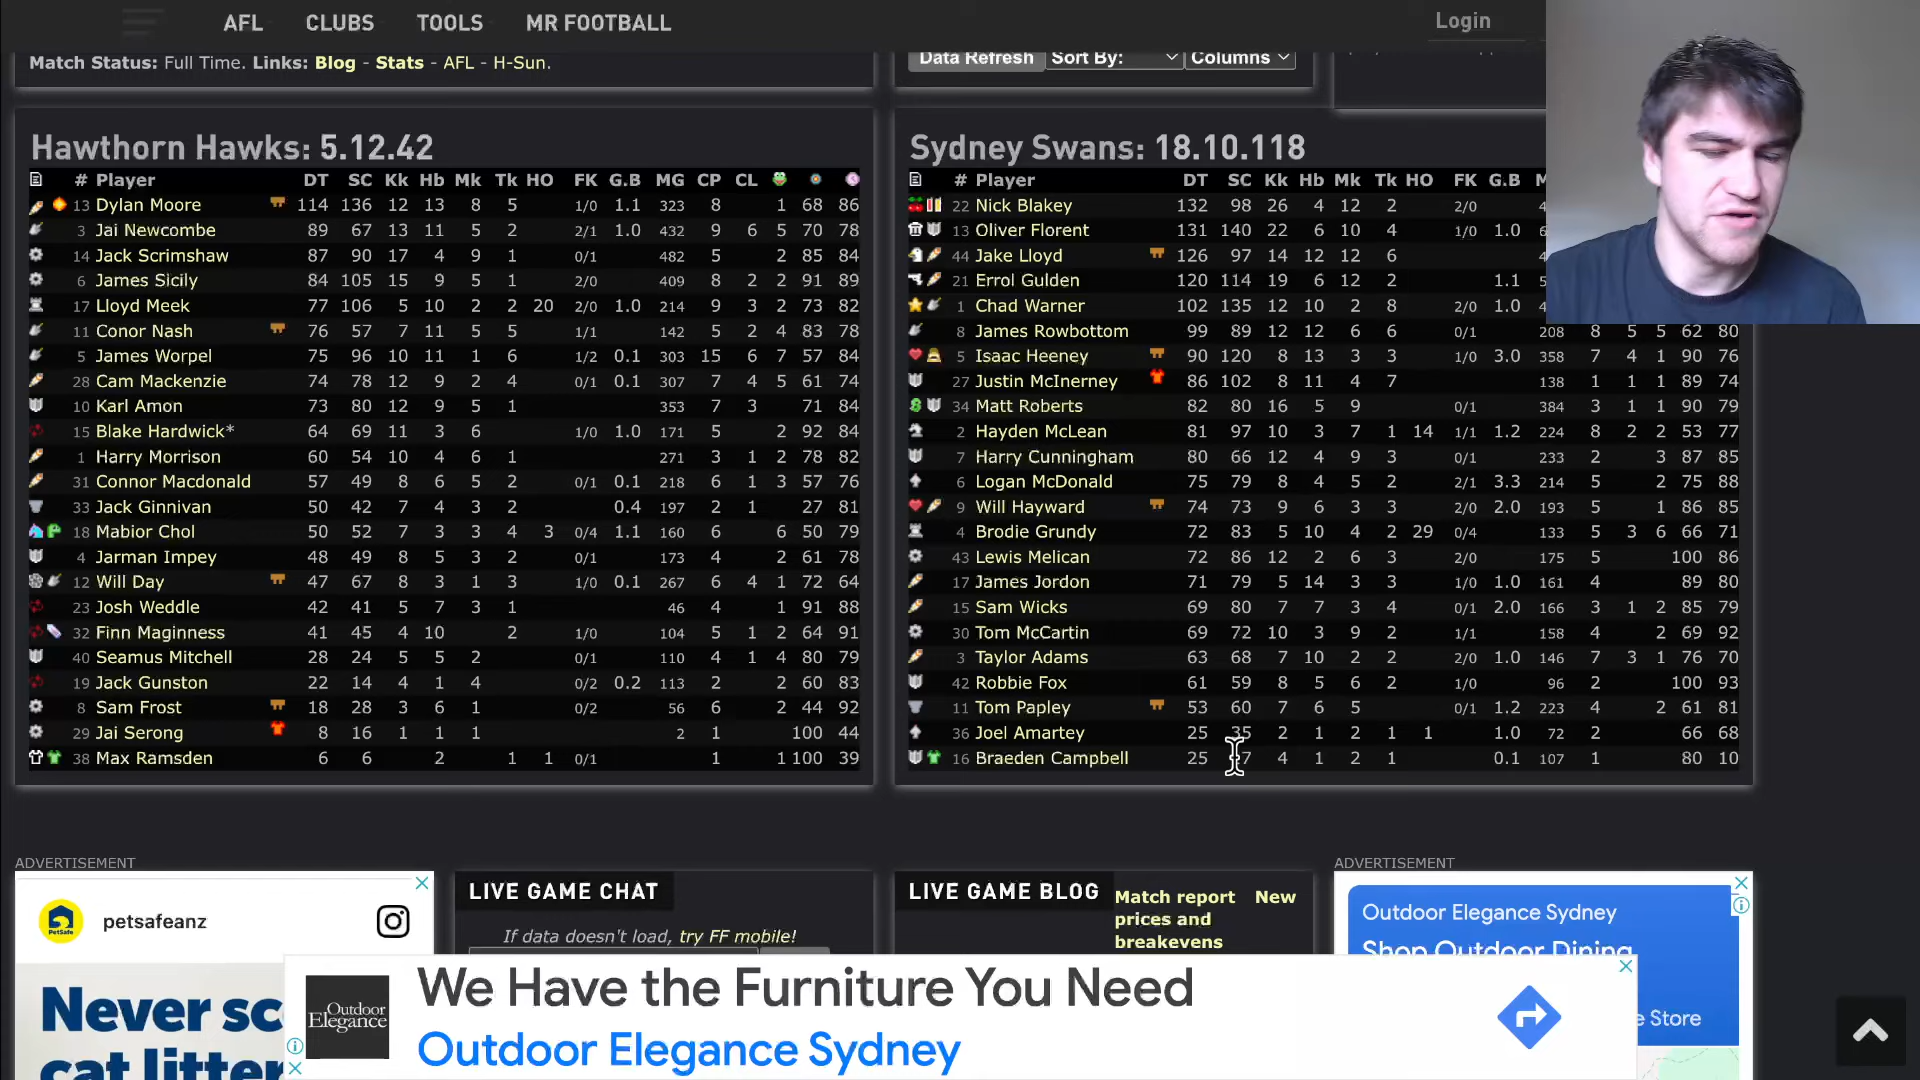 AFL CLUBS TOOLS MR FOOTBALL Login
Match Status: Full Time. Links: Blog - Stats - AFL - H-Sun.
Data Refresh Sort By: Columns
Hawthorn Hawks: 5.12.42
# Player DT SC Kk Hb Mk Tk HO FK G.B MG CP CL
13 Dylan Moore 114 136 12 13 8 5 1/0 1.1 323 8 1 68 86
3 Jai Newcombe 89 67 13 11 5 2 2/1 1.0 432 9 6 5 70 78
14 Jack Scrimshaw 87 90 17 4 9 1 0/1 482 5 2 85 84
6 James Sicily 84 105 15 9 5 1 2/0 409 8 2 2 91 89
17 Lloyd Meek 77 106 5 10 2 2 20 2/0 1.0 214 9 3 2 73 82
11 Conor Nash 76 57 7 11 5 5 1/1 142 5 2 4 83 78
5 James Worpel 75 96 10 11 1 6 1/2 0.1 303 15 6 7 57 84
28 Cam Mackenzie 74 78 12 9 2 4 0/1 0.1 307 7 4 5 61 74
10 Karl Amon 73 80 12 9 5 1 353 7 3 71 84
15 Blake Hardwick* 64 69 11 3 6 1/0 1.0 171 5 2 92 84
1 Harry Morrison 60 54 10 4 6 1 271 3 1 2 78 82
31 Connor Macdonald 57 49 8 6 5 2 0/1 0.1 218 6 1 3 57 76
33 Jack Ginnivan 50 42 7 4 3 2 0.4 197 2 1 27 81
18 Mabior Chol 50 52 7 3 3 4 3 0/4 1.1 160 6 6 50 79
4 Jarman Impey 48 49 8 5 3 2 0/1 173 4 2 61 78
12 Will Day 47 67 8 3 1 3 1/0 0.1 267 6 4 1 72 64
23 Josh Weddle 42 41 5 7 3 1 46 4 1 91 88
32 Finn Maginness 41 45 4 10 2 1/0 104 5 1 2 64 91
40 Seamus Mitchell 28 24 5 5 2 0/1 110 4 1 4 80 79
19 Jack Gunston 22 14 4 1 4 0/2 0.2 113 2 2 60 83
8 Sam Frost 18 28 3 6 1 0/2 56 6 2 44 92
29 Jai Serong 8 16 1 1 1 2 1 100 44
38 Max Ramsden 6 6 2 1 1 0/1 1 1 100 39
Sydney Swans: 18.10.118
# Player DT SC Kk Hb Mk Tk HO FK G.B
22 Nick Blakey 132 98 26 4 12 2 2/0
13 Oliver Florent 131 140 22 6 10 4 1/0 1.0
44 Jake Lloyd 126 97 14 12 12 6
21 Errol Gulden 120 114 19 6 12 2 1.1
1 Chad Warner 102 135 12 10 2 8 2/0 1.0
8 James Rowbottom 99 89 12 12 6 6 0/1 208 8 5 5 62 80
5 Isaac Heeney 90 120 8 13 3 3 1/0 3.0 358 7 4 1 90 76
27 Justin McInerney 86 102 8 11 4 7 138 1 1 1 89 74
34 Matt Roberts 82 80 16 5 9 0/1 384 3 1 1 90 79
2 Hayden McLean 81 97 10 3 7 1 14 1/1 1.2 224 8 2 2 53 77
7 Harry Cunningham 80 66 12 4 9 3 0/1 233 2 3 87 85
6 Logan McDonald 75 79 8 4 5 2 2/1 3.3 214 5 2 75 88
9 Will Hayward 74 73 9 6 3 3 2/0 2.0 193 5 1 86 85
4 Brodie Grundy 72 83 5 10 4 2 29 0/4 133 5 3 6 66 71
43 Lewis Melican 72 86 12 2 6 3 2/0 175 5 100 86
17 James Jordon 71 79 5 14 3 3 1/0 1.0 161 4 89 80
15 Sam Wicks 69 80 7 7 3 4 0/1 2.0 166 3 1 2 85 79
30 Tom McCartin 69 72 10 3 9 2 1/1 158 4 2 69 92
3 Taylor Adams 63 68 7 10 2 2 2/0 1.0 146 7 3 1 76 70
42 Robbie Fox 61 59 8 5 6 2 1/0 96 2 100 93
11 Tom Papley 53 60 7 6 5 0/1 1.2 223 4 2 61 81
36 Joel Amartey 25 35 2 1 2 1 1 1.0 72 2 66 68
16 Braeden Campbell 25 4 1 2 1 0.1 107 1 80 10
ADVERTISEMENT
petsafeanz
Never sc
cat litter
LIVE GAME CHAT
If data doesn't load, try FF mobile!
LIVE GAME BLOG
Match report New
prices and
breakevens
ADVERTISEMENT
Outdoor Elegance Sydney
Shop Outdoor Dining
e Store
Outdoor
Elegance
We Have the Furniture You Need
Outdoor Elegance Sydney